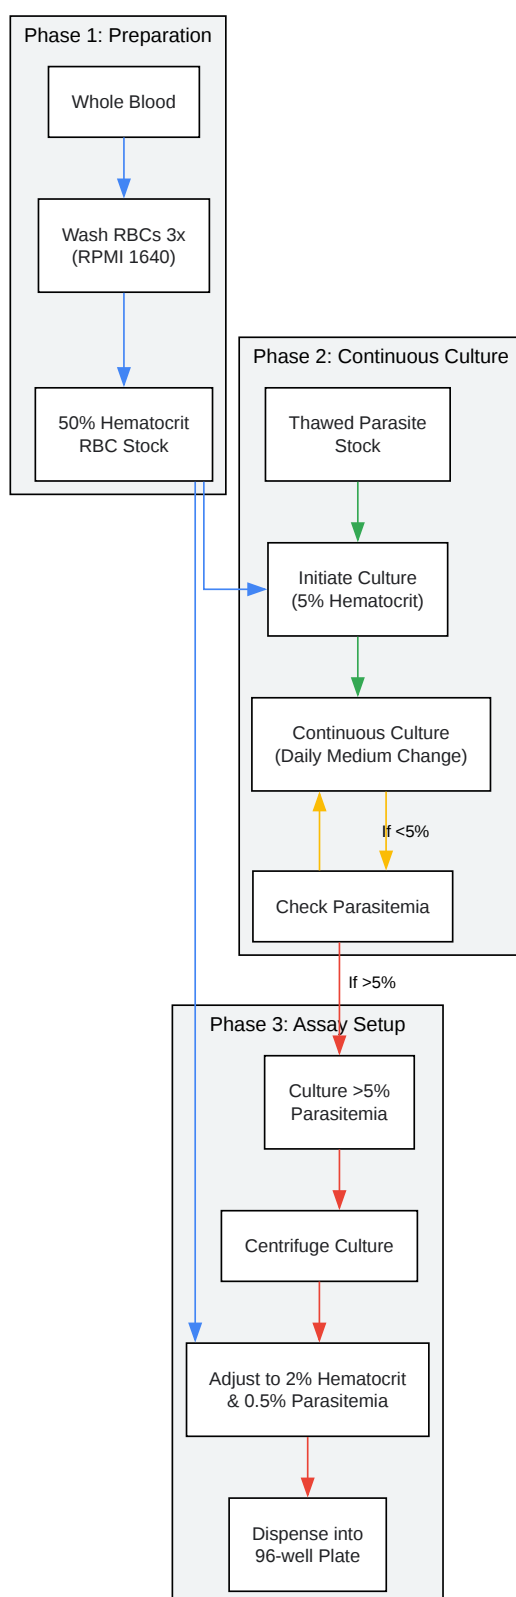 Phase 1: Preparation
Whole Blood
Wash RBCs 3x
(RPMI 1640)
50% Hematocrit
RBC Stock
Phase 2: Continuous Culture
Thawed Parasite
Stock
Initiate Culture
(5% Hematocrit)
Continuous Culture
(Daily Medium Change)
If <5%
Check Parasitemia
If >5%
Phase 3: Assay Setup
Culture >5%
Parasitemia
Centrifuge Culture
Adjust to 2% Hematocrit
& 0.5% Parasitemia
Dispense into
96-well Plate